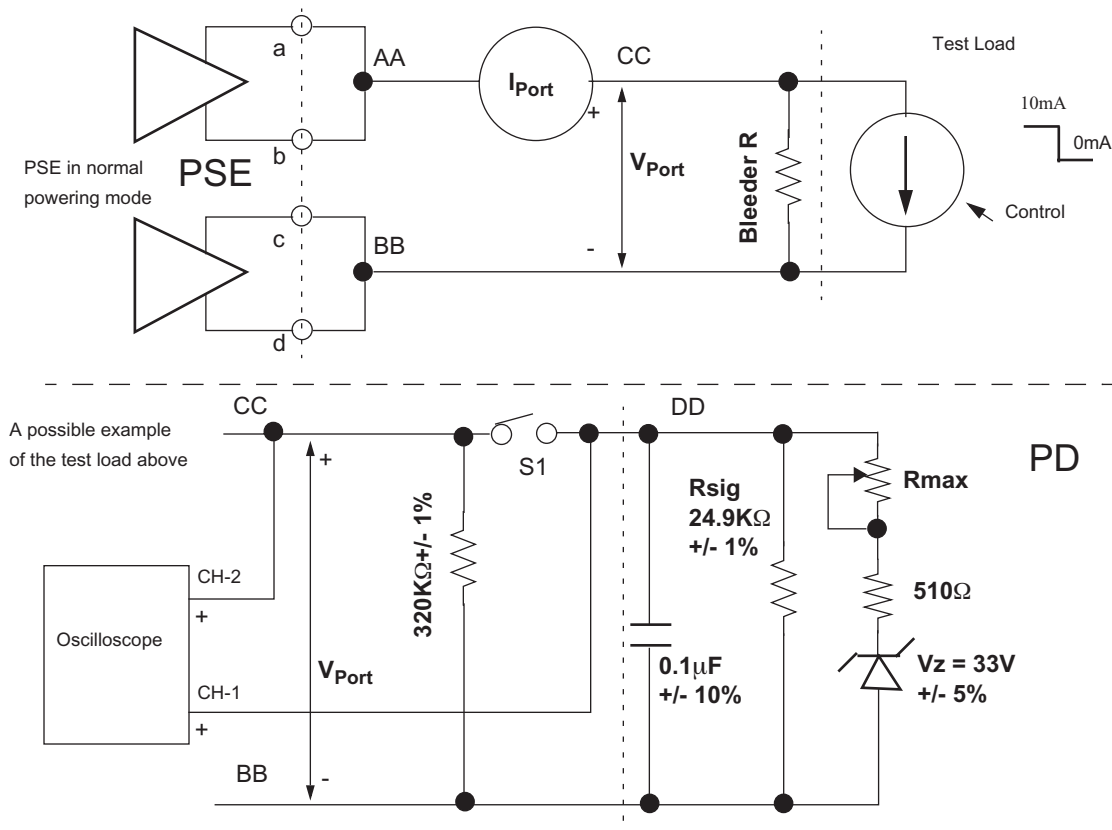 a
AA
b
PSE in normal
powering mode
PSE
c
BB
d
IPort
CC
+
VPort
-
Bleeder R
Test Load
10mA
0mA
Control
A possible example
of the test load above
CC
+
VPort
-
BB
320KΩ+/- 1%
S1
DD
PD
Rsig
24.9KΩ
+/- 1%
Rmax
510Ω
Vz = 33V
+/- 5%
0.1μF
+/- 10%
CH-2
+
Oscilloscope
CH-1
+